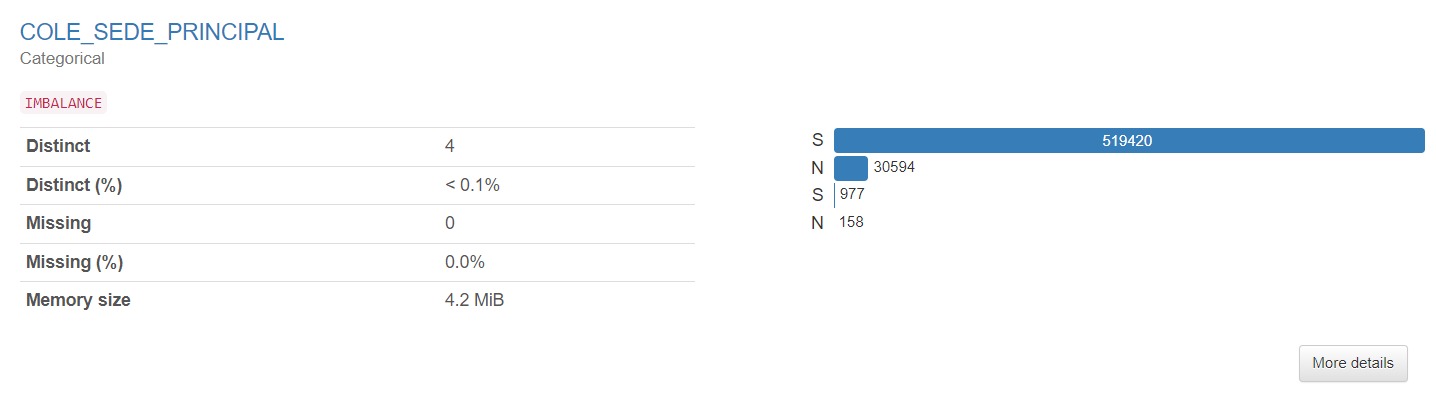 COLE_SEDE_PRINCIPAL
Categorical
IMBALANCE
Distinct 4
Distinct (%) < 0.1%
Missing 0
Missing (%) 0.0%
Memory size 4.2 MiB
S 519420
N 30594
S 977
N 158
More details